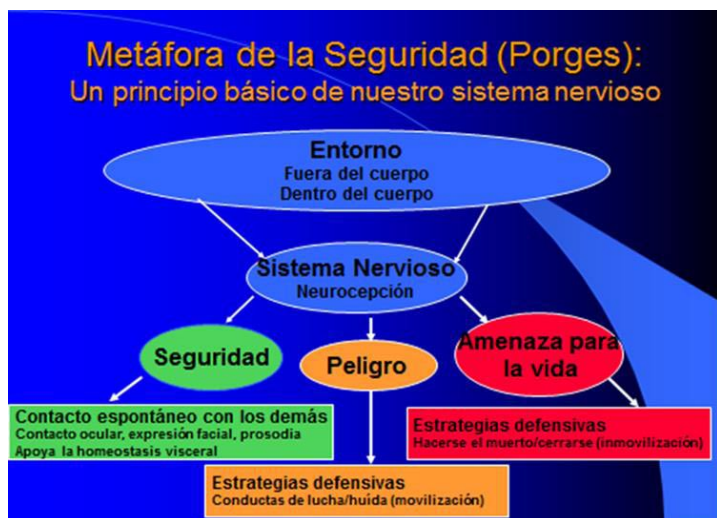 Metáfora de la Seguridad (Porges):
Un principio básico de nuestro sistema nervioso
Entorno
Fuera del cuerpo
Dentro del cuerpo
Sistema Nervioso
Neurocepción
Seguridad
Peligro
Amenaza para
la vida
Contacto espontáneo con los demás
Contacto ocular, expresión facial, prosodia
Apoya la homeostasis visceral
Estrategias defensivas
Hacerse el muerto/cerrarse (inmovilización)
Estrategias defensivas
Conductas de lucha/huída (movilización)